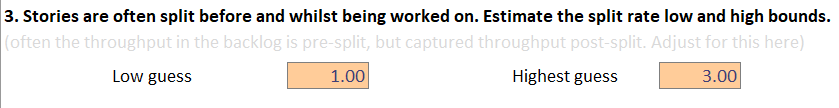 3. Stories are often split before and whilst being worked on. Estimate the split rate low and high bounds.
(often the throughput in the backlog is pre-split, but captured throughput post-split. Adjust for this here)
Low guess 1.00 Highest guess 3.00